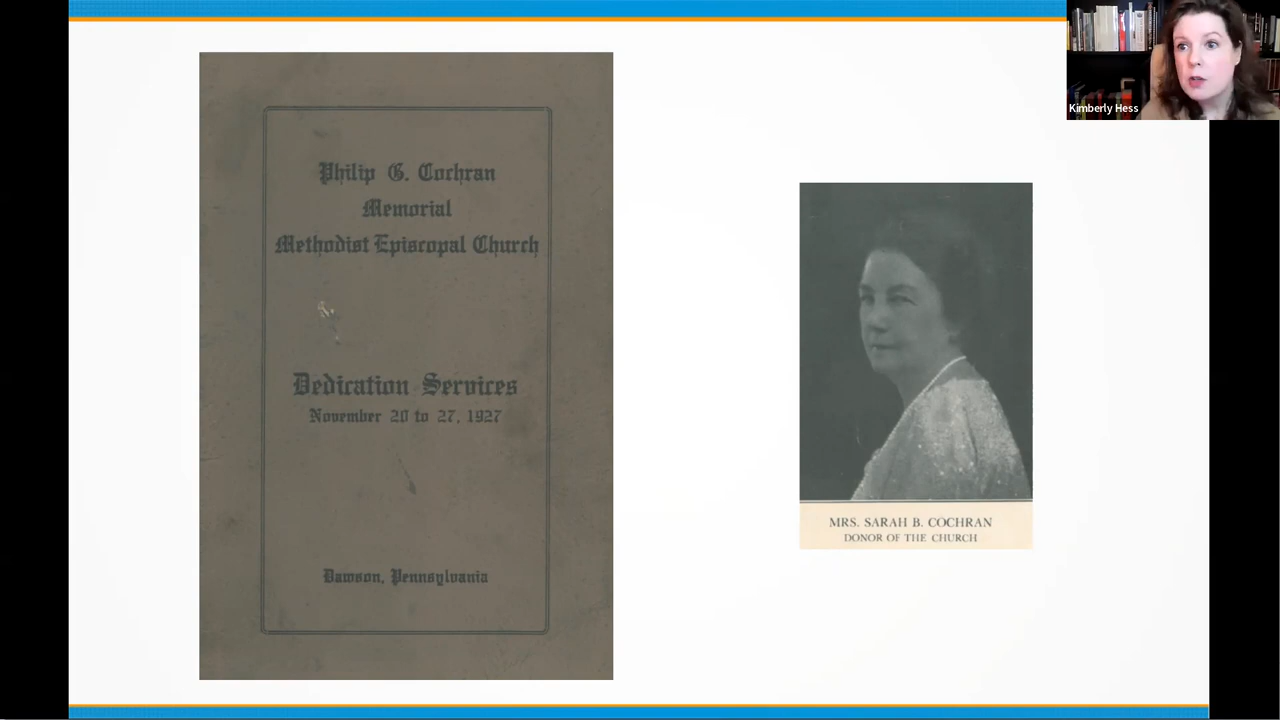 Philip G. Cochran
Memorial
Methodist Episcopal Church
Dedication Services
November 20 to 27, 1927
Dawson, Pennsylvania
MRS. SARAH B. COCHRAN
DONOR OF THE CHURCH
Kimberly Hess